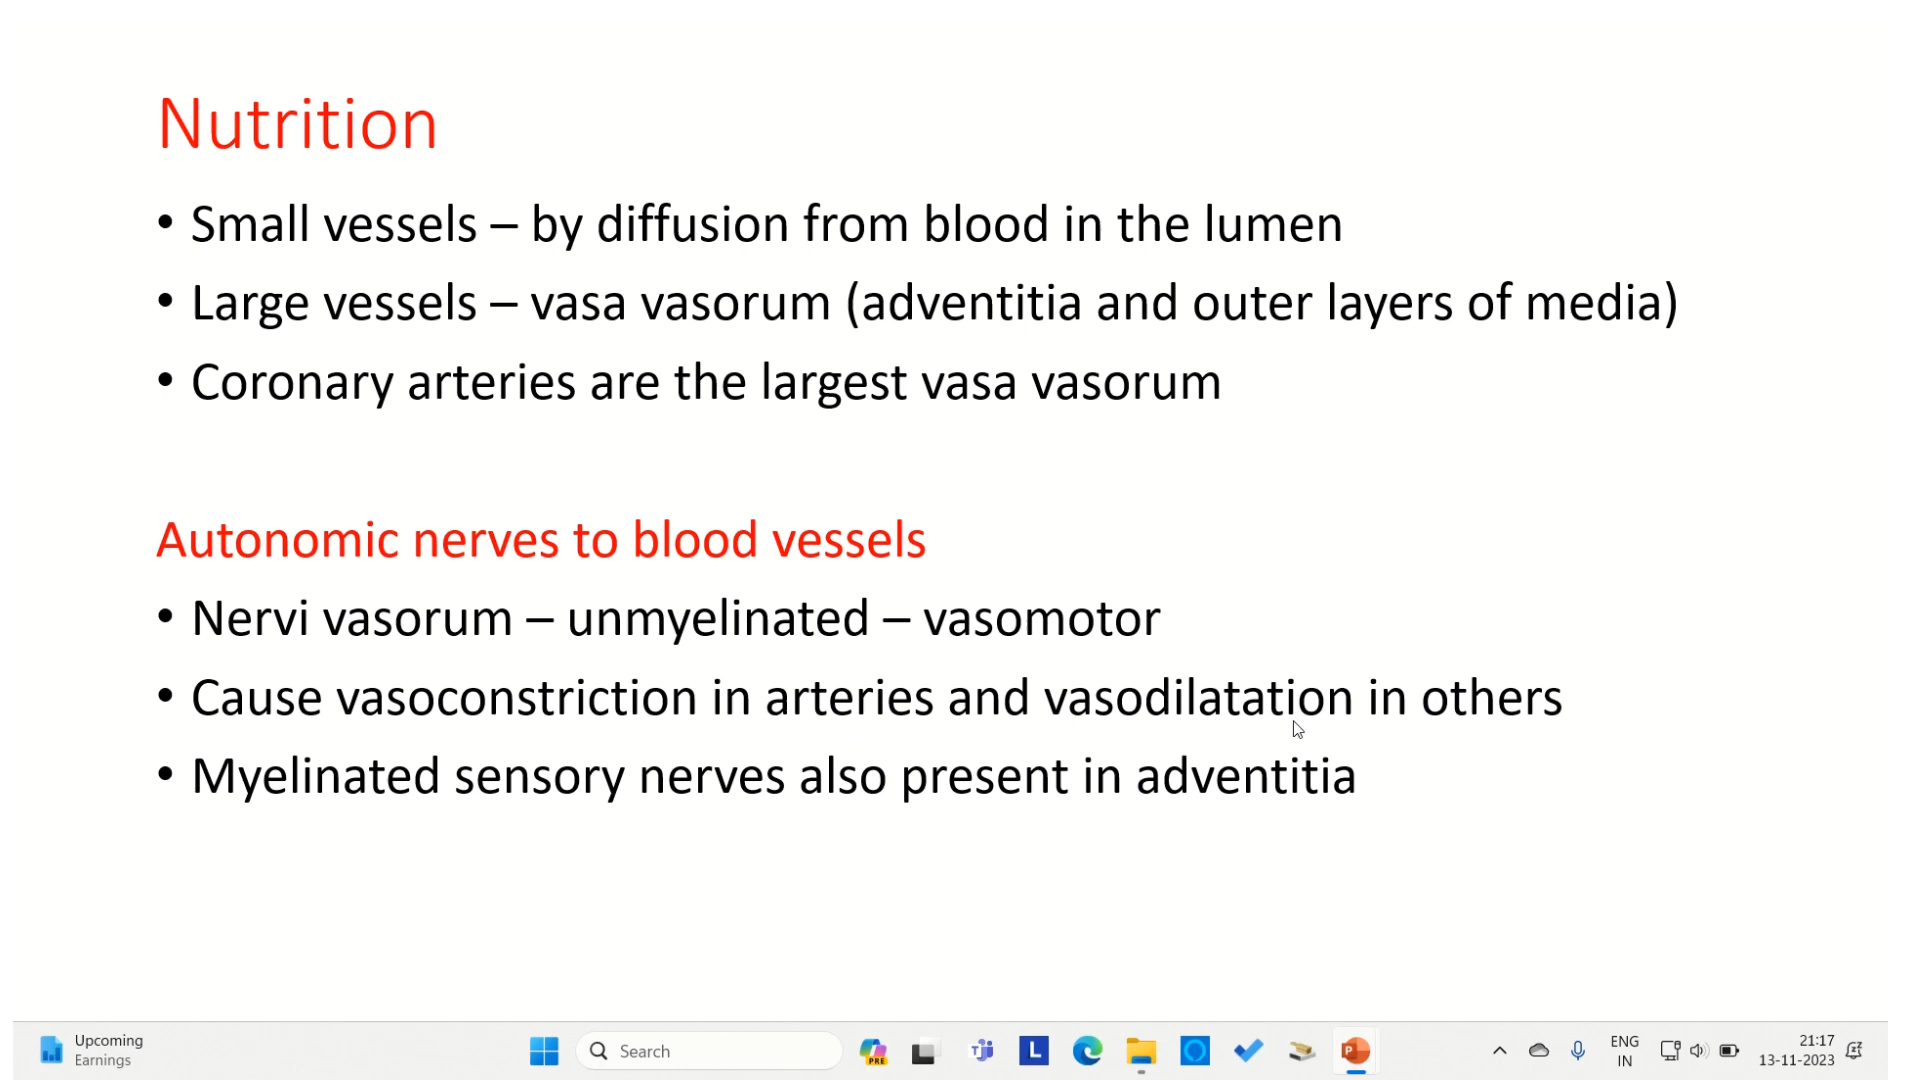 Nutrition
• Small vessels – by diffusion from blood in the lumen
• Large vessels – vasa vasorum (adventitia and outer layers of media)
• Coronary arteries are the largest vasa vasorum
Autonomic nerves to blood vessels
• Nervi vasorum – unmyelinated – vasomotor
• Cause vasoconstriction in arteries and vasodilatation in others
• Myelinated sensory nerves also present in adventitia
Upcoming
Earnings
Search
PRE
L
P
ENG
IN
21:17
13-11-2023